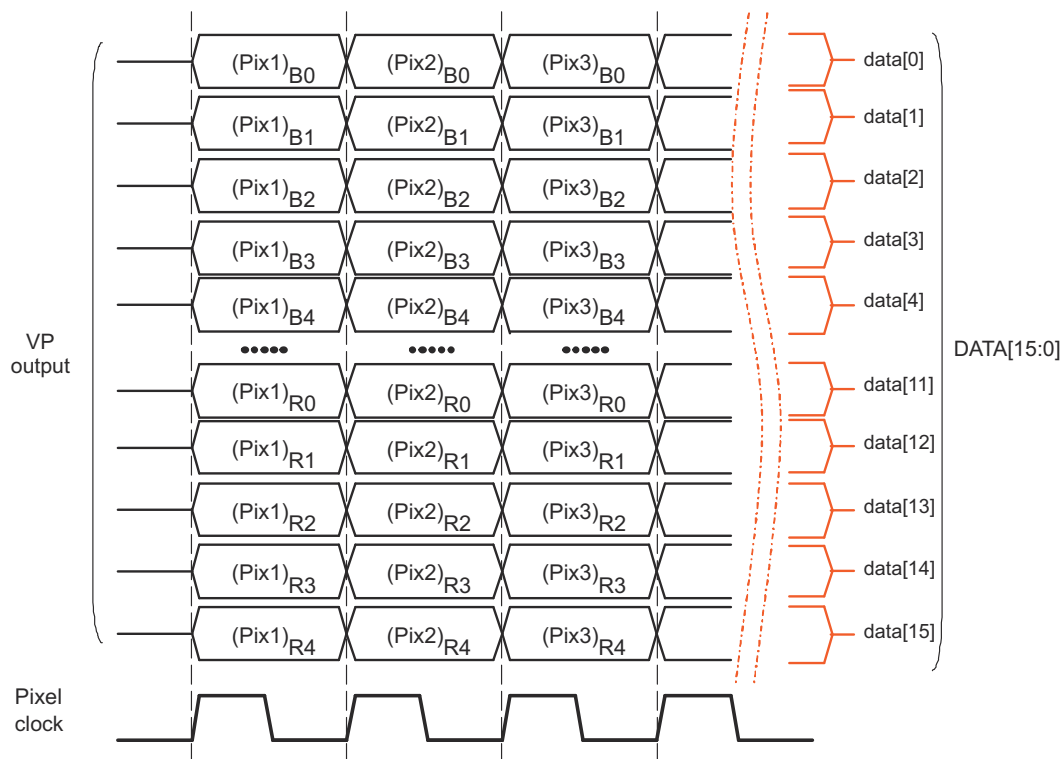 (Pix1)B0 (Pix2)B0 (Pix3)B0 data[0]
(Pix1)B1 (Pix2)B1 (Pix3)B1 data[1]
(Pix1)B2 (Pix2)B2 (Pix3)B2 data[2]
(Pix1)B3 (Pix2)B3 (Pix3)B3 data[3]
(Pix1)B4 (Pix2)B4 (Pix3)B4 data[4]
VP
output
••••• ••••• •••••
DATA[15:0]
(Pix1)R0 (Pix2)R0 (Pix3)R0 data[11]
(Pix1)R1 (Pix2)R1 (Pix3)R1 data[12]
(Pix1)R2 (Pix2)R2 (Pix3)R2 data[13]
(Pix1)R3 (Pix2)R3 (Pix3)R3 data[14]
(Pix1)R4 (Pix2)R4 (Pix3)R4 data[15]
Pixel
clock